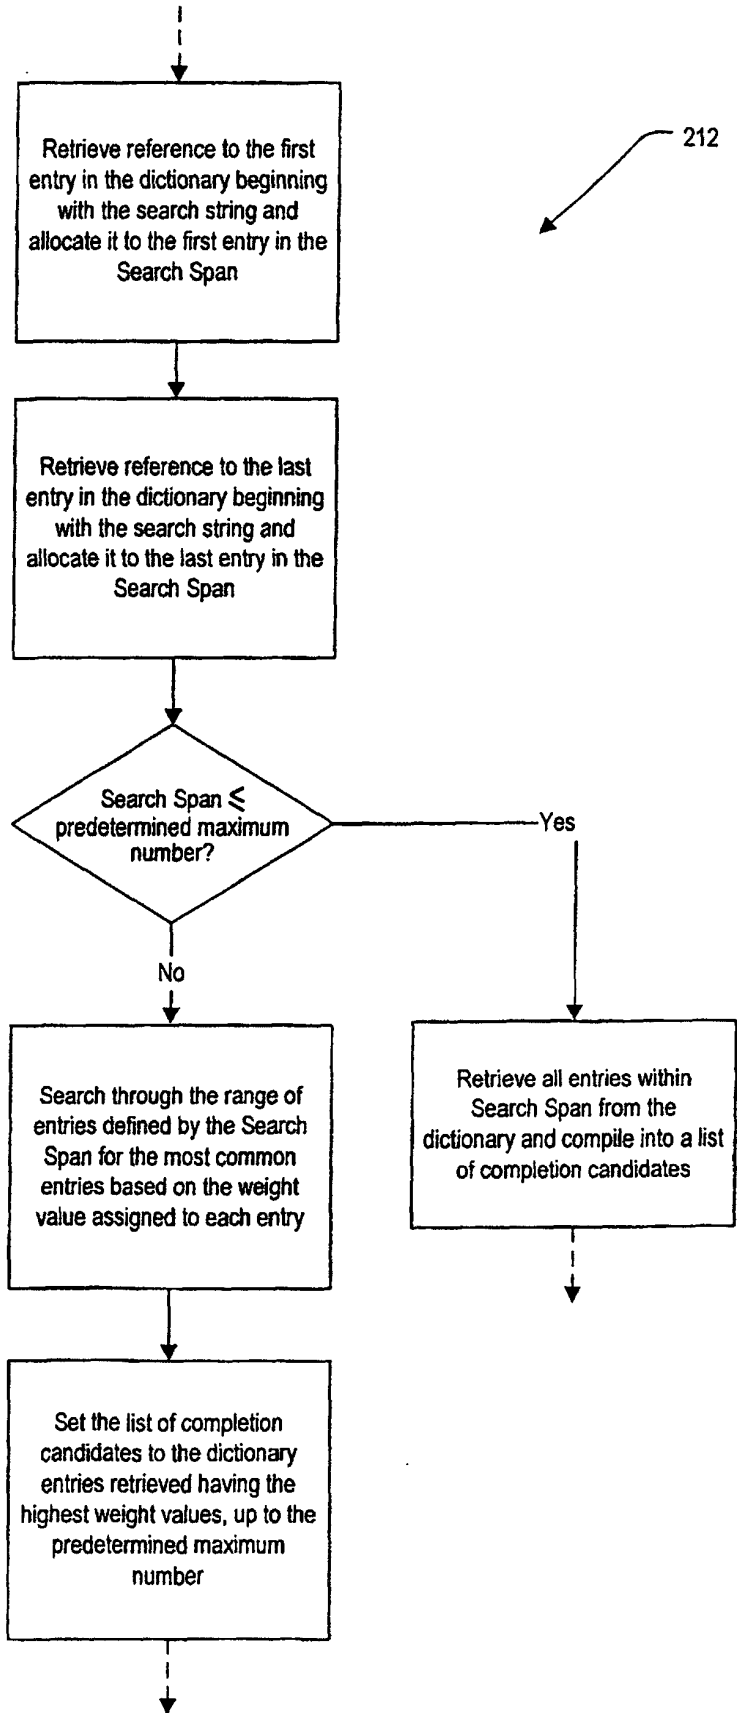 212
Retrieve reference to the first
entry in the dictionary beginning
with the search string and
allocate it to the first entry in the
Search Span
Retrieve reference to the last
entry in the dictionary beginning
with the search string and
allocate it to the last entry in the
Search Span
Search Span ≤
predetermined maximum
number?
Yes
No
Search through the range of
entries defined by the Search
Span for the most common
entries based on the weight
value assigned to each entry
Retrieve all entries within
Search Span from the
dictionary and compile into a list
of completion candidates
Set the list of completion
candidates to the dictionary
entries retrieved having the
highest weight values, up to the
predetermined maximum
number